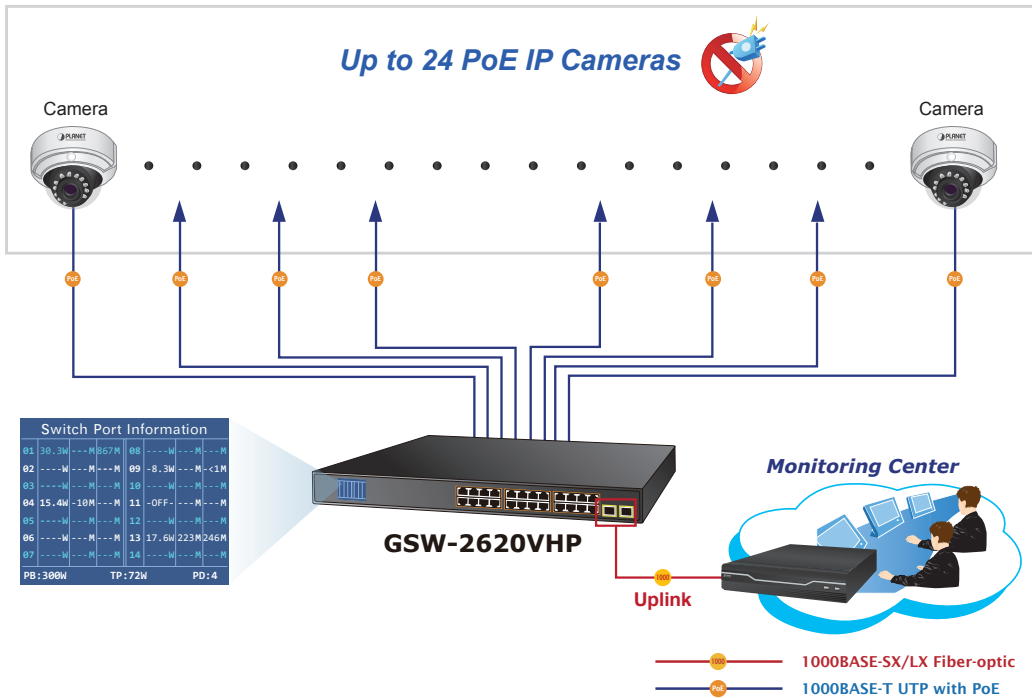 Up to 24 PoE IP Cameras
Camera
Camera
PLANET
PLANET
PoE
PoE
PoE
PoE
PoE
PoE
PoE
PoE
Switch Port Information
01 30.3W ---M 867M 08 ----W ---M ---M
02 ----W ---M ---M 09 -8.3W ---M -<1M
03 ----W ---M ---M 10 ----W ---M ---M
04 15.4W -10M ---M 11 -OFF- ---M ---M
05 ----W ---M ---M 12 ---W ---M ---M
06 ----W ---M ---M 13 17.6W 223M 246M
07 ----W ---M ---M 14 ---W ---M ---M
PB:300W TP:72W PD:4
GSW-2620VHP
Monitoring Center
1000
Uplink
1000
1000BASE-SX/LX Fiber-optic
PoE
1000BASE-T UTP with PoE